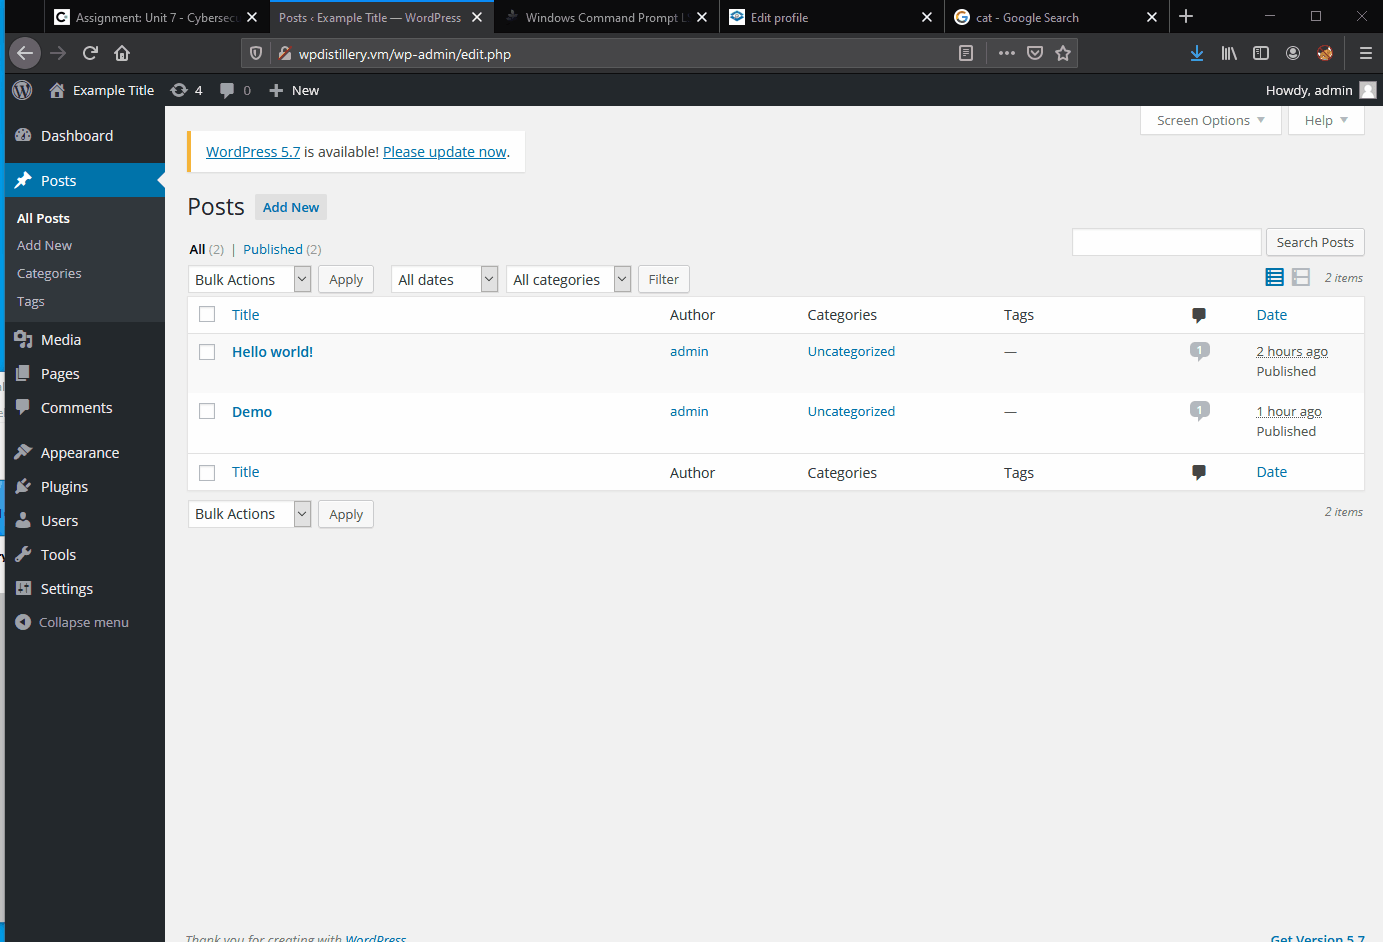 Assignment: Unit 7 - Cybersec
Posts ‹ Example Title — WordPress
Windows Command Prompt L
Edit profile
cat - Google Search
wpdistillery.vm/wp-admin/edit.php
Example Title 4 0 New
Howdy, admin
Dashboard
Posts
All Posts
Add New
Categories
Tags
Media
Pages
Comments
Appearance
Plugins
Users
Tools
Settings
Collapse menu
Screen Options
Help
WordPress 5.7 is available! Please update now.
Posts Add New
All (2) | Published (2)
Search Posts
Bulk Actions Apply All dates All categories Filter
2 items
Title Author Categories Tags Date
Hello world! admin Uncategorized — 1 2 hours ago
Published
Demo admin Uncategorized — 1 1 hour ago
Published
Title Author Categories Tags Date
Bulk Actions Apply
2 items
Thank you for creating with WordPress
Get Version 5.7